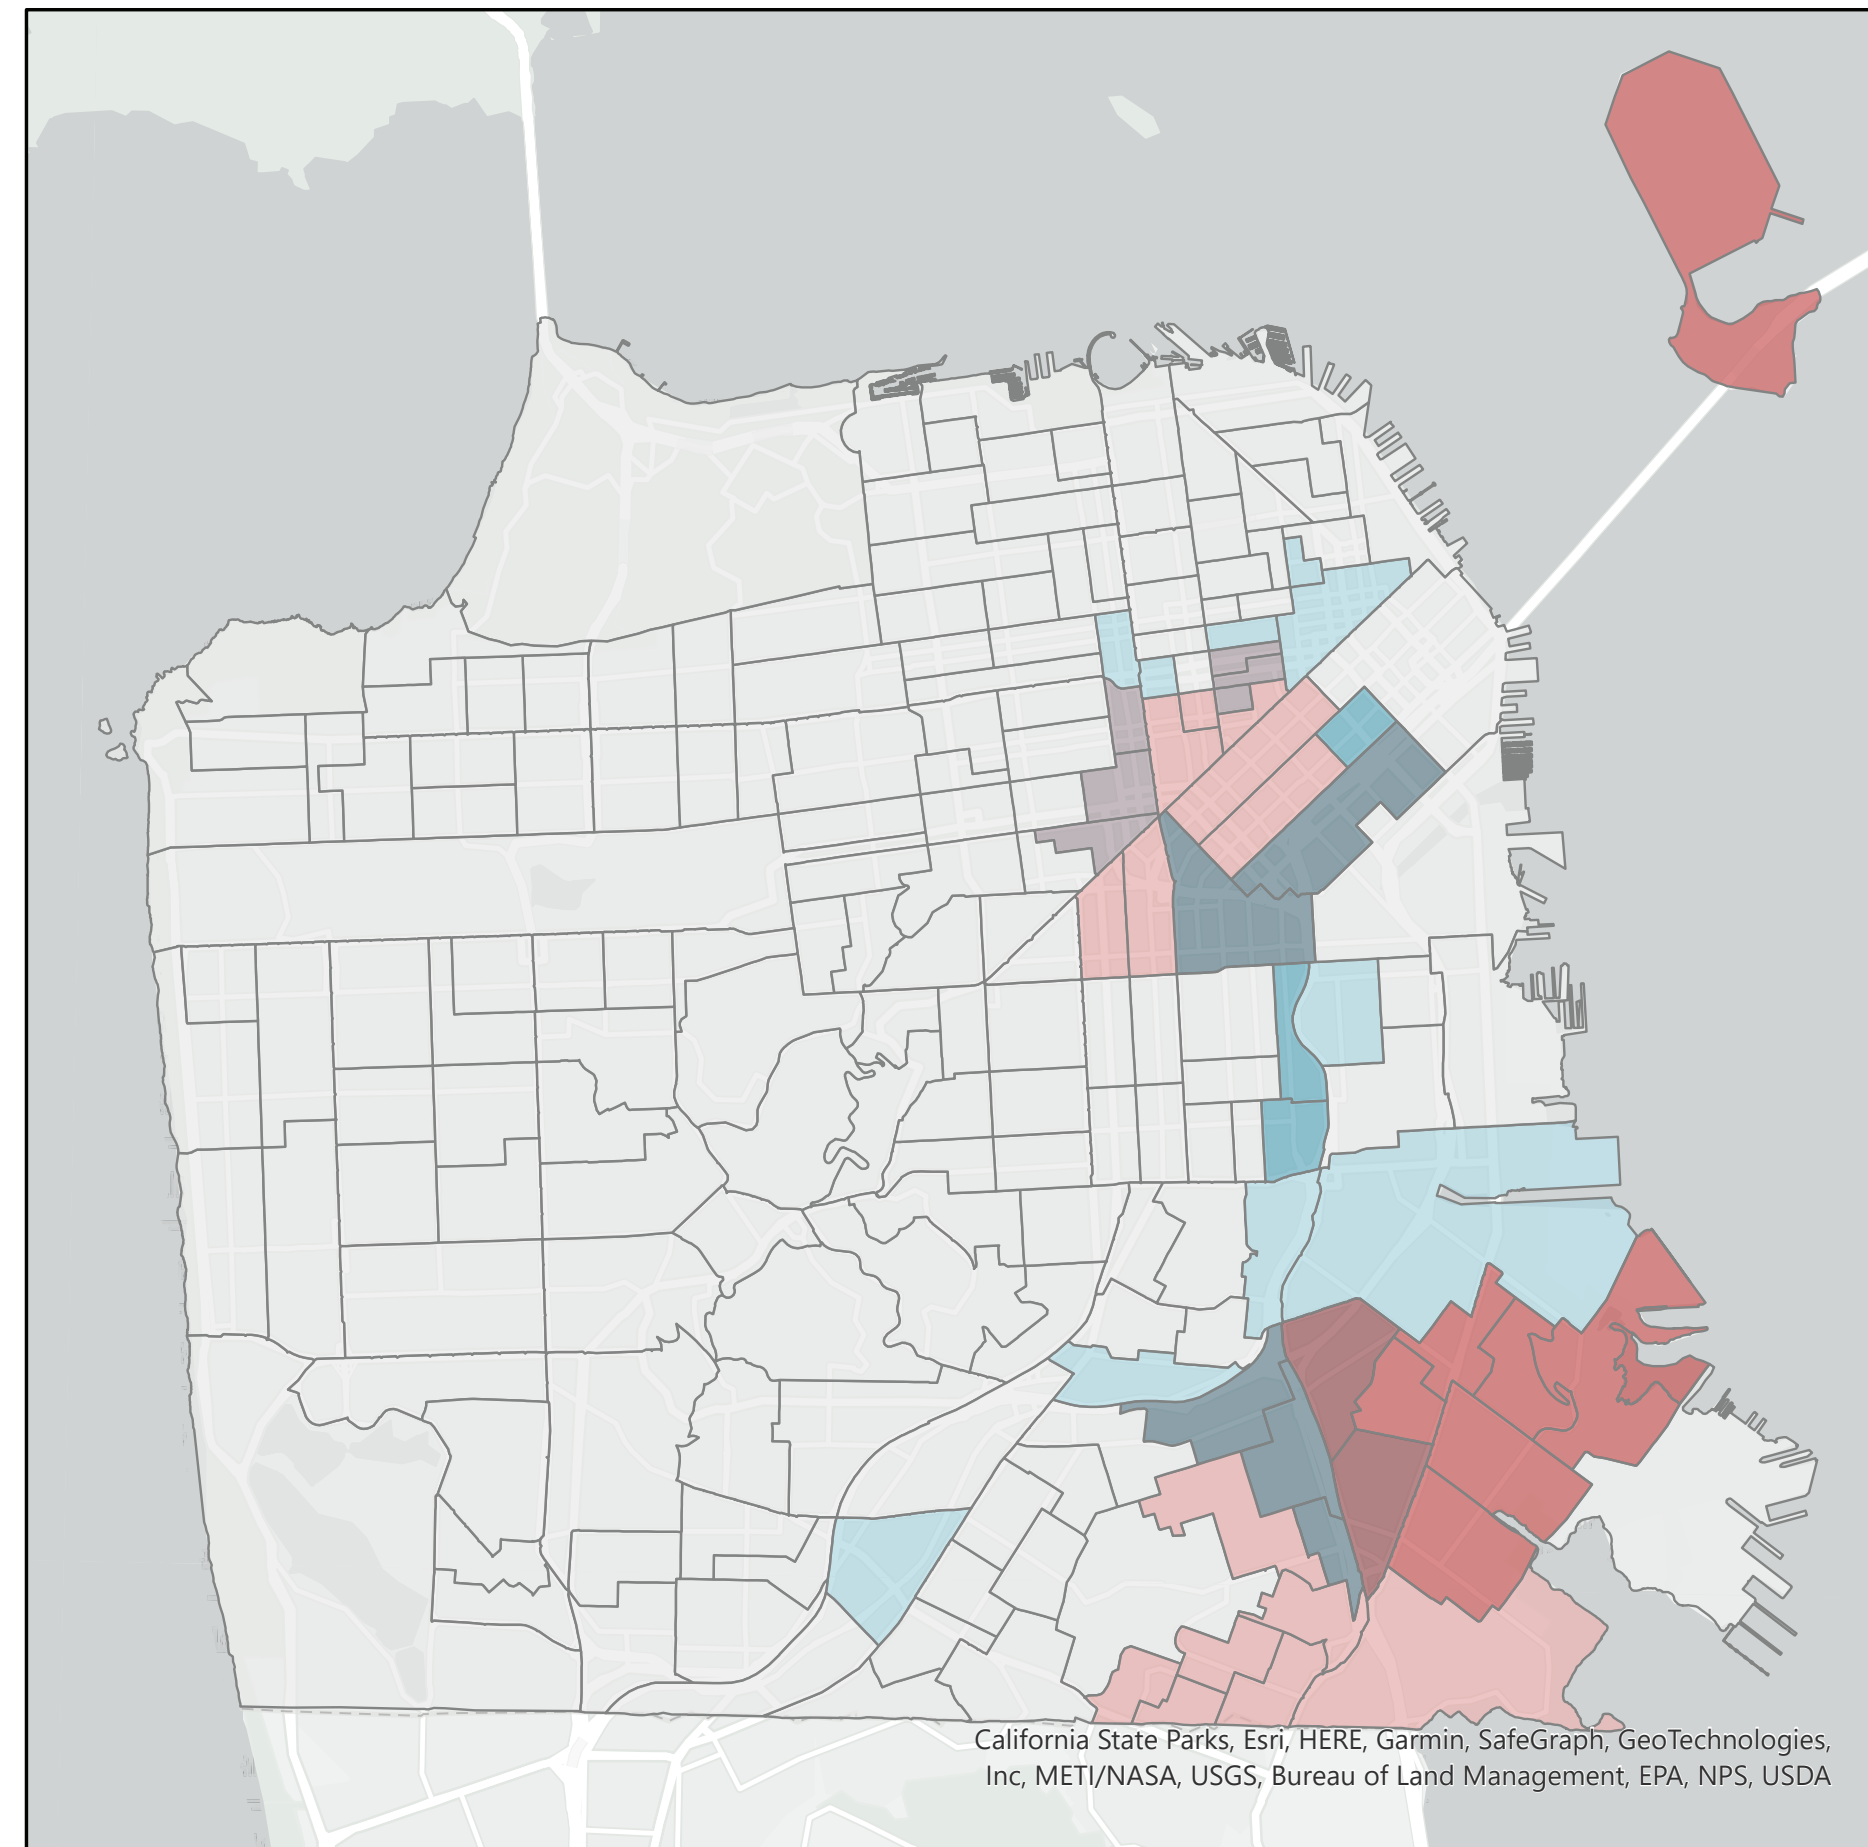 California State Parks, Esri, HERE, Garmin, SafeGraph, GeoTechnologies,
Inc, METI/NASA, USGS, Bureau of Land Management, EPA, NPS, USDA